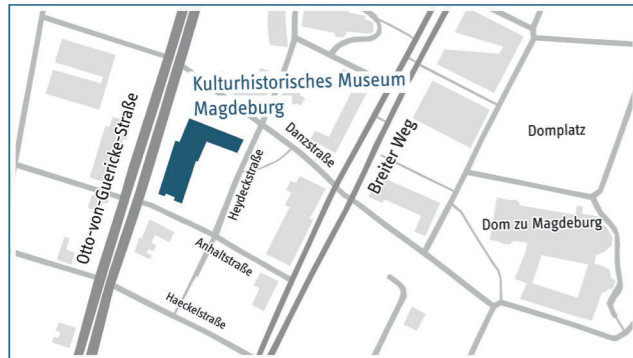 Kulturhistorisches Museum
Magdeburg
Otto-von-Guericke-Straße
Heydeckstraße
Danzstraße
Breiter Weg
Domplatz
Dom zu Magdeburg
Anhaltstraße
Haeckelstraße